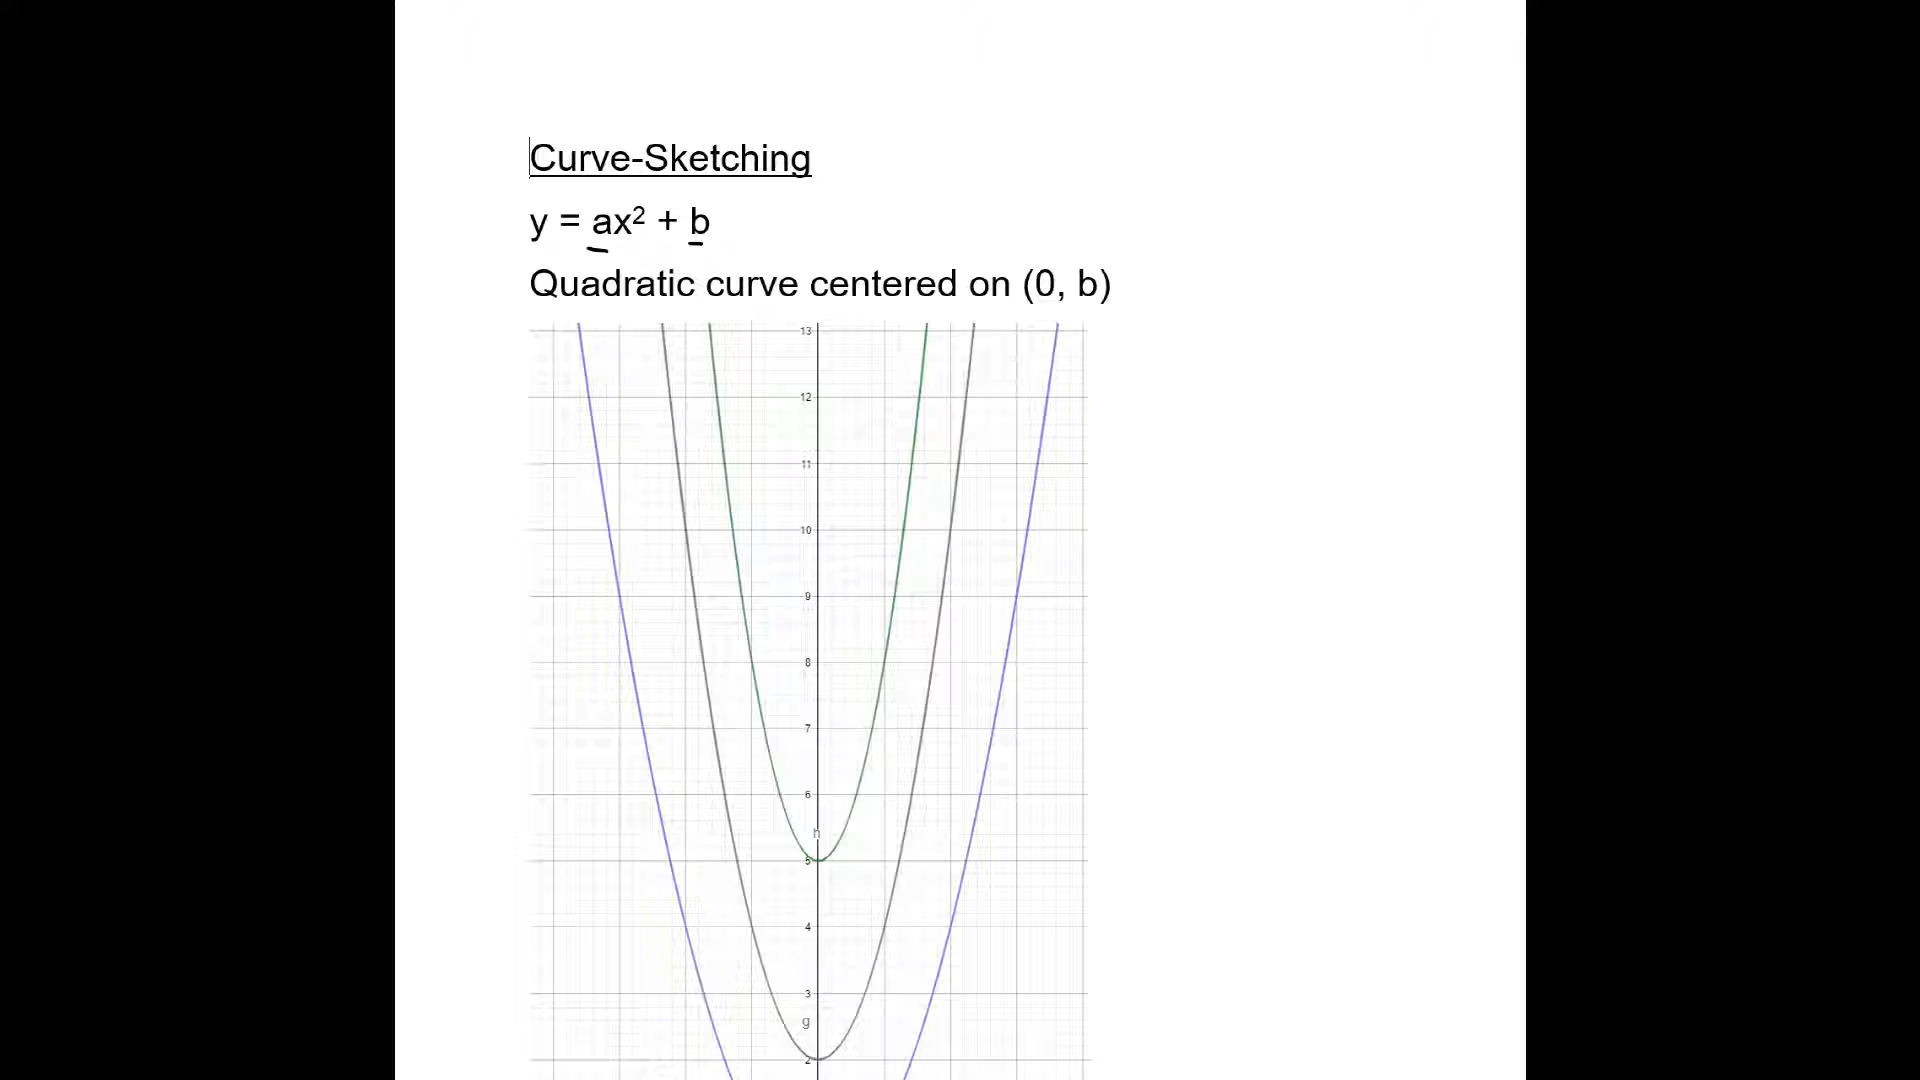 Curve-Sketching
y = ax² + b
Quadratic curve centered on (0, b)
13
12
11
10
9
8
7
6
h
5
4
3
g
2